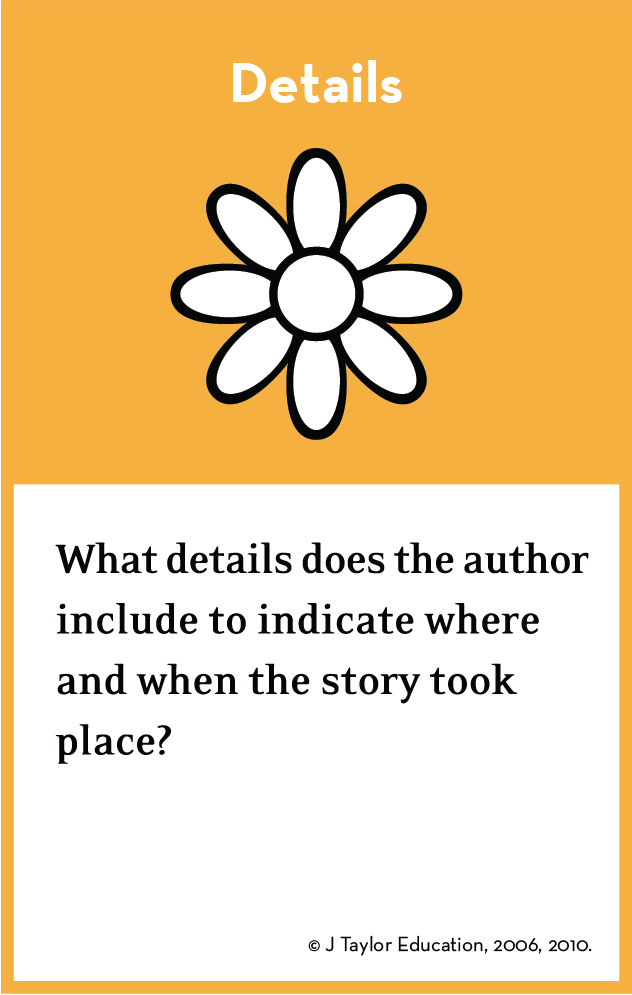 Details
What details does the author
include to indicate where
and when the story took
place?
© J Taylor Education, 2006, 2010.